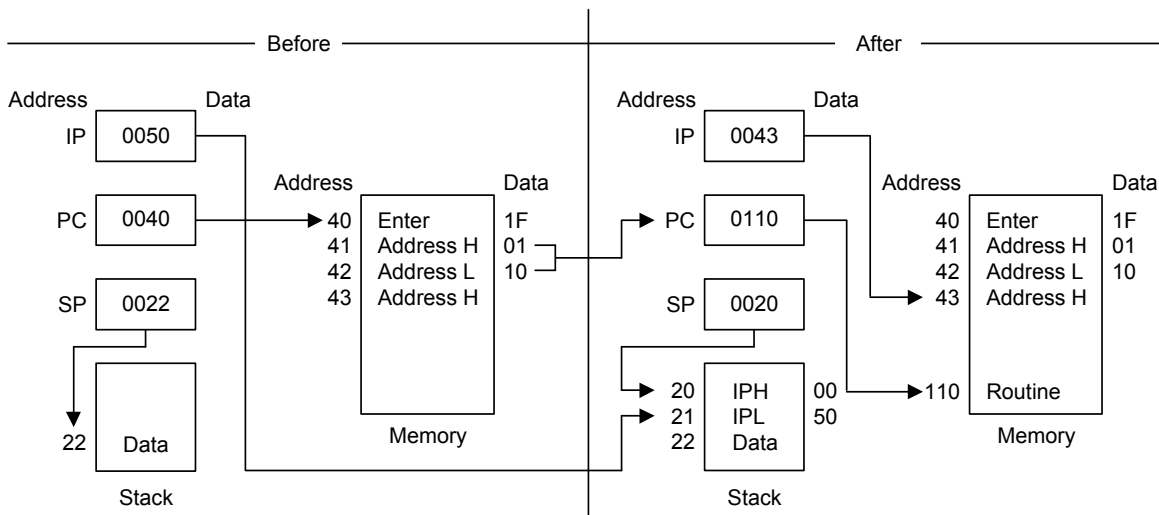 Before
Address Data
IP 0050
Address Data
PC 0040
40 Enter 1F
41 Address H 01
42 Address L 10
43 Address H
SP 0022
22 Data
Memory
Stack
After
Address Data
IP 0043
Address Data
PC 0110
40 Enter 1F
41 Address H 01
42 Address L 10
43 Address H
SP 0020
20 IPH 00
21 IPL 50
22 Data
110 Routine
Memory
Stack